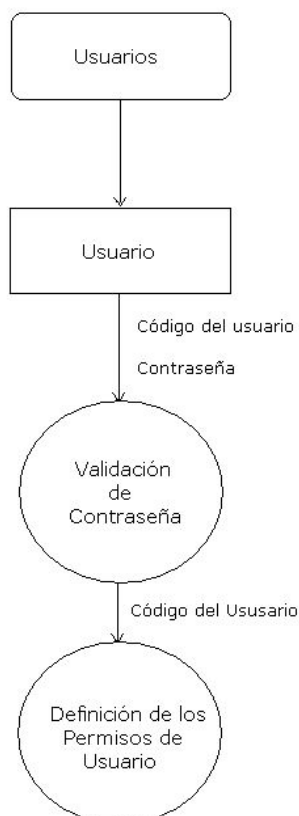 Usuarios
Usuario
Código del usuario
Contraseña
Validación
de
Contraseña
Código del Ususario
Definición de los
Permisos de
Usuario